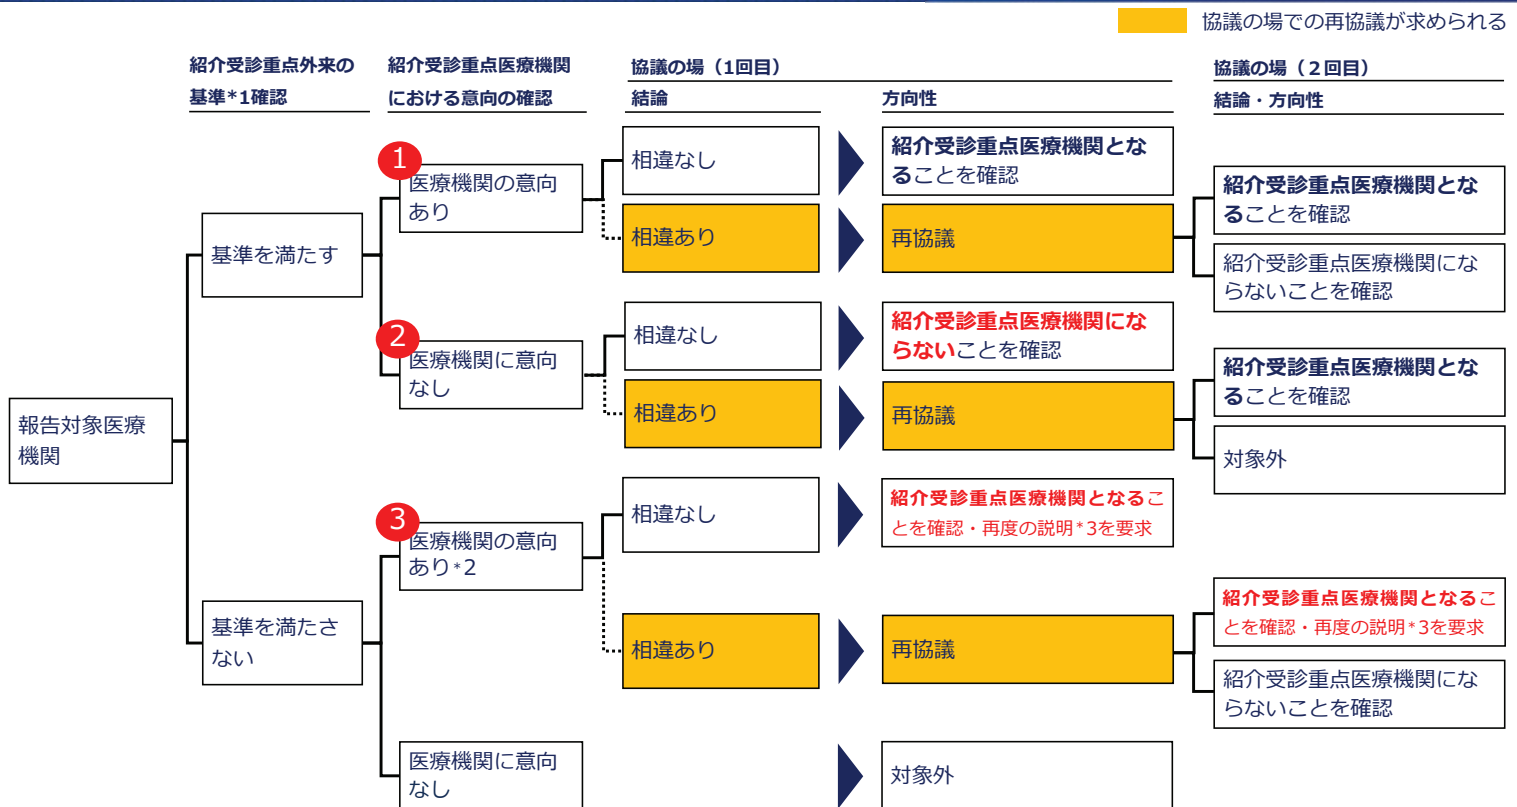 協議の場での再協議が求められる
紹介受診重点外来の
基準*1確認
紹介受診重点医療機関
における意向の確認
協議の場（1回目）
結論
方向性
協議の場（２回目）
結論・方向性
報告対象医療
機関
基準を満たす
1
医療機関の意向
あり
相違なし
紹介受診重点医療機関とな
ることを確認
相違あり
再協議
紹介受診重点医療機関とな
ることを確認
紹介受診重点医療機関にな
らないことを確認
2
医療機関に意向
なし
相違なし
紹介受診重点医療機関にな
らないことを確認
相違あり
再協議
紹介受診重点医療機関とな
ることを確認
対象外
基準を満たさ
ない
3
医療機関の意向
あり*2
相違なし
紹介受診重点医療機関となるこ
とを確認・再度の説明*3を要求
相違あり
再協議
紹介受診重点医療機関となるこ
とを確認・再度の説明*3を要求
紹介受診重点医療機関にな
らないことを確認
医療機関に意向
なし
対象外